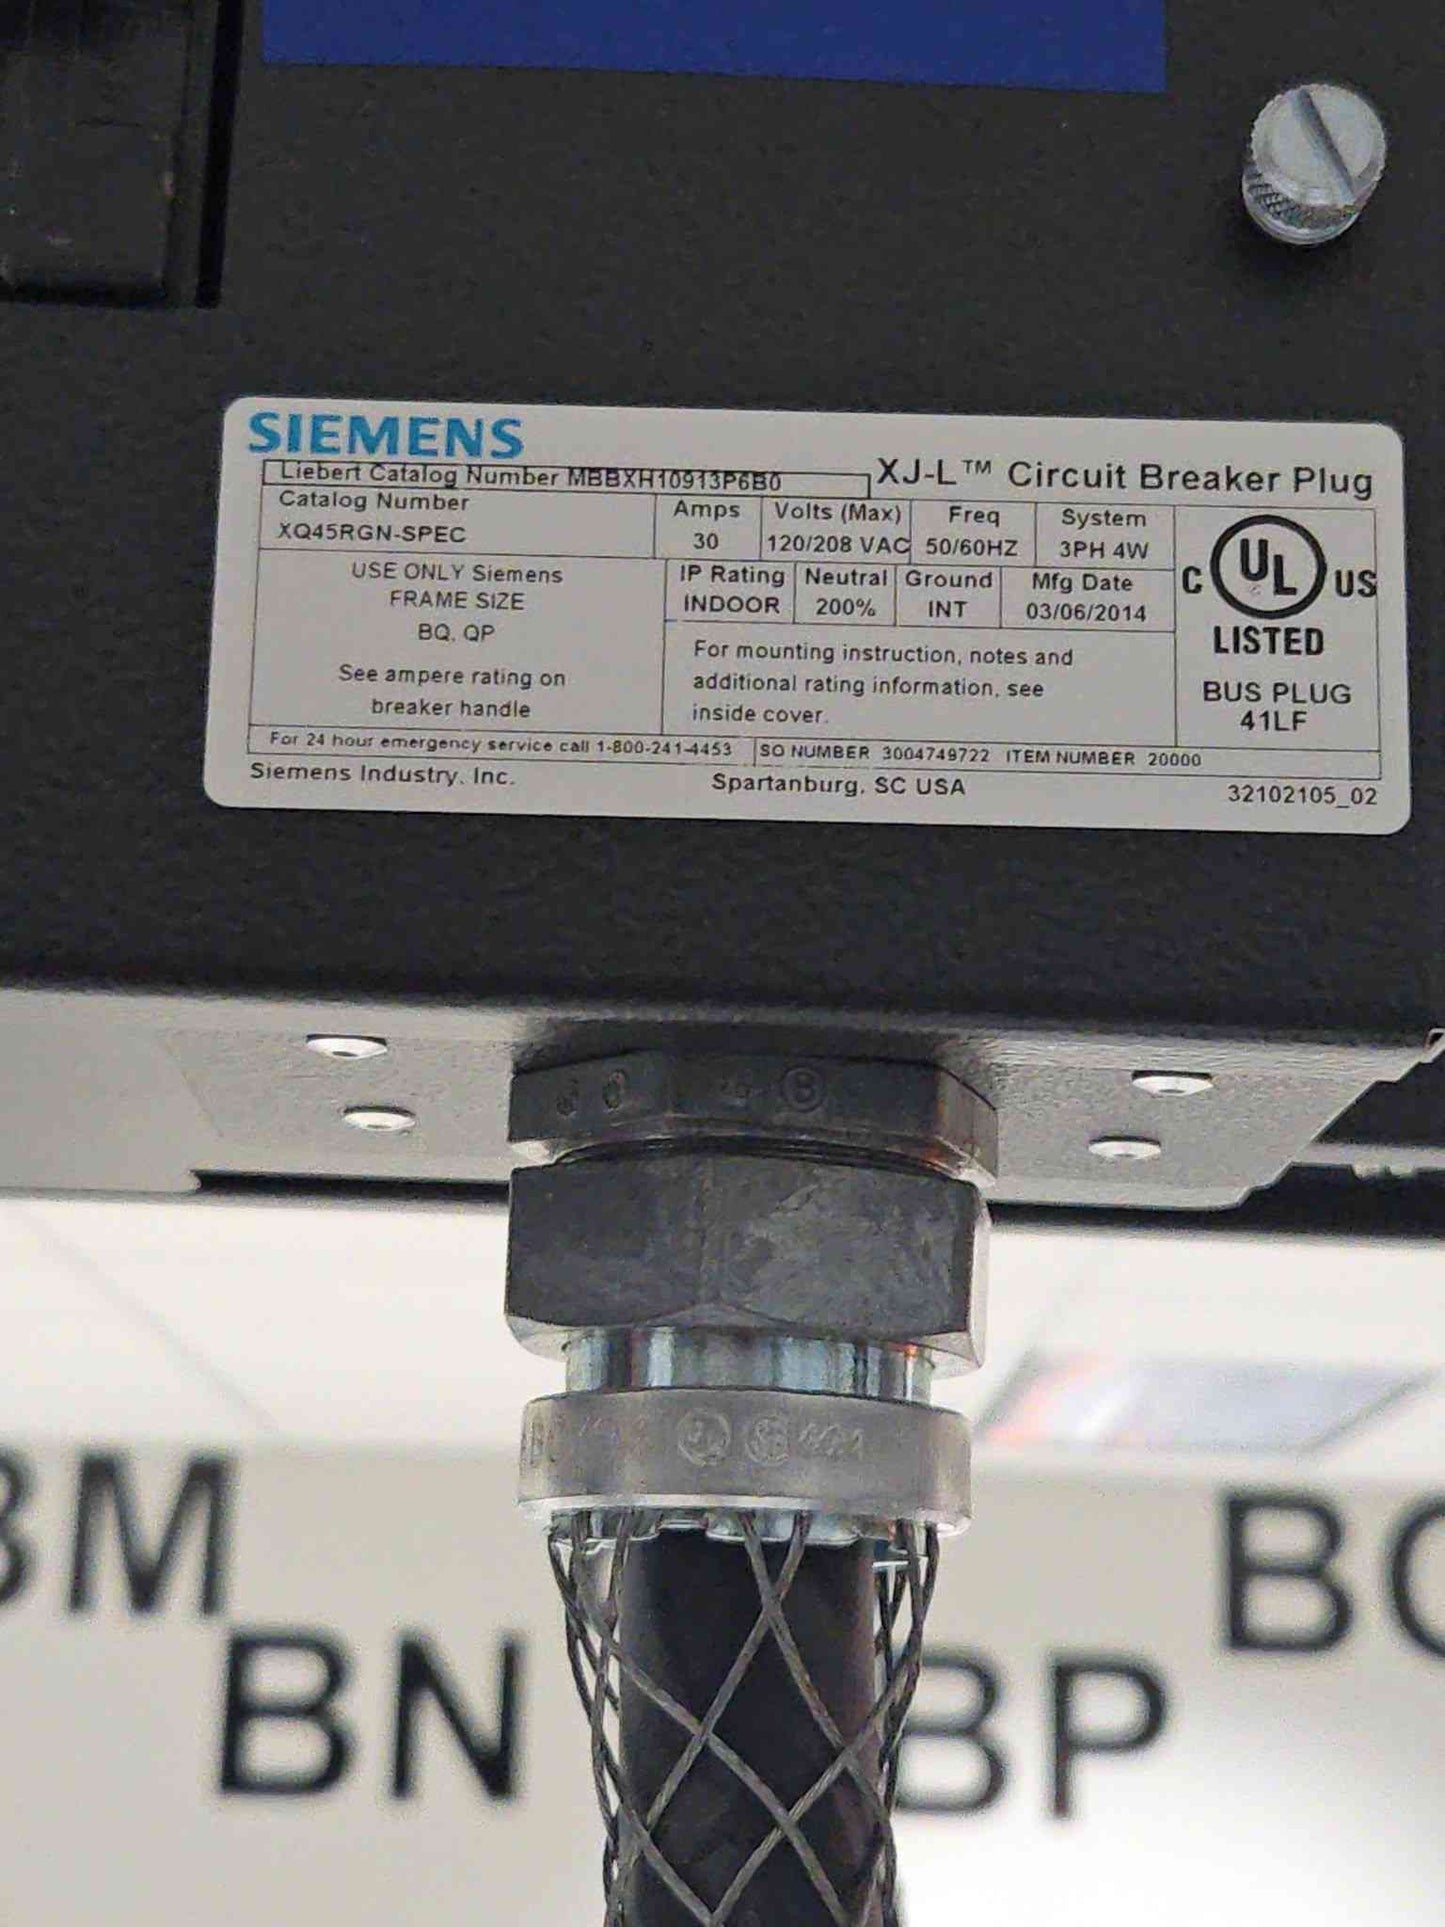 SIEMENS
Liebert Catalog Number MBBXH10913P6B0
XJ-L™ Circuit Breaker Plug
Catalog Number
XQ45RGN-SPEC
Amps
30
Volts (Max)
120/208 VAC
Freq
50/60HZ
System
3PH 4W
USE ONLY Siemens
FRAME SIZE
BQ, QP
See ampere rating on
breaker handle
IP Rating
INDOOR
Neutral
200%
Ground
INT
Mfg Date
03/06/2014
For mounting instruction, notes and
additional rating information, see
inside cover.
C UL US
LISTED
BUS PLUG
41LF
For 24 hour emergency service call 1-800-241-4453
SO NUMBER 3004749722 ITEM NUMBER 20000
Siemens Industry, Inc.
Spartanburg, SC USA
32102105_02
BM
BN
BP